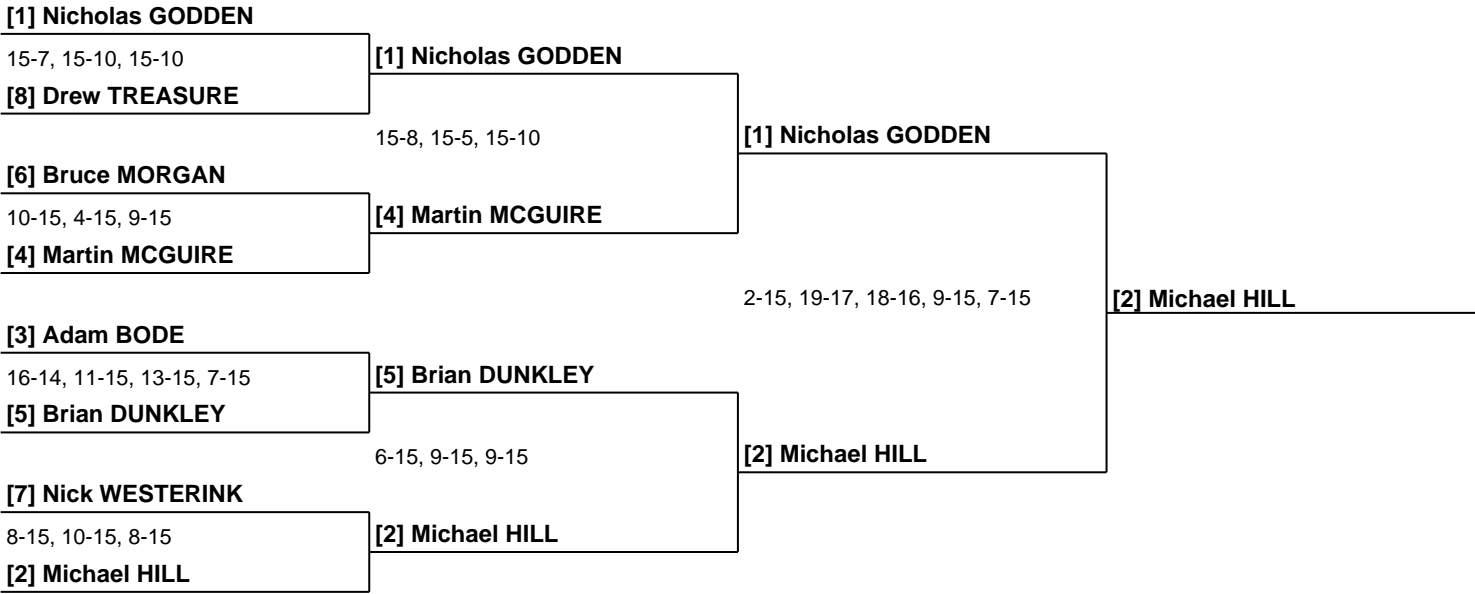 [1] Nicholas GODDEN
15-7, 15-10, 15-10
[8] Drew TREASURE
[6] Bruce MORGAN
10-15, 4-15, 9-15
[4] Martin MCGUIRE
[3] Adam BODE
16-14, 11-15, 13-15, 7-15
[5] Brian DUNKLEY
[7] Nick WESTERINK
8-15, 10-15, 8-15
[2] Michael HILL
[1] Nicholas GODDEN
15-8, 15-5, 15-10
[4] Martin MCGUIRE
[5] Brian DUNKLEY
6-15, 9-15, 9-15
[2] Michael HILL
[1] Nicholas GODDEN
2-15, 19-17, 18-16, 9-15, 7-15
[2] Michael HILL
[2] Michael HILL